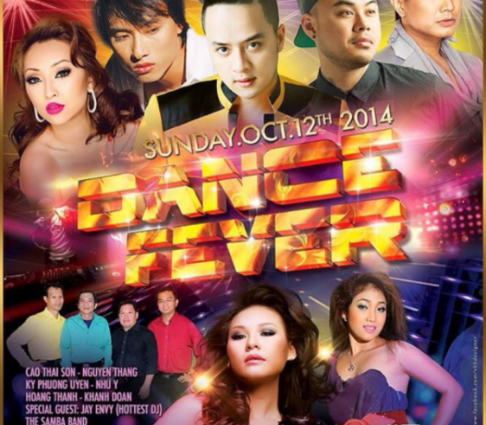 SUNDAY.OCT.12TH 2014
DANCE
FEVER
CAO THAI SON - NGUYEN THANG
KY PHUONG UYEN - NHU Y
HOANG THANH - KHANH DOAN
SPECIAL GUEST: JAY ENVY (HOTTEST DJ)
THE SAMBA BAND